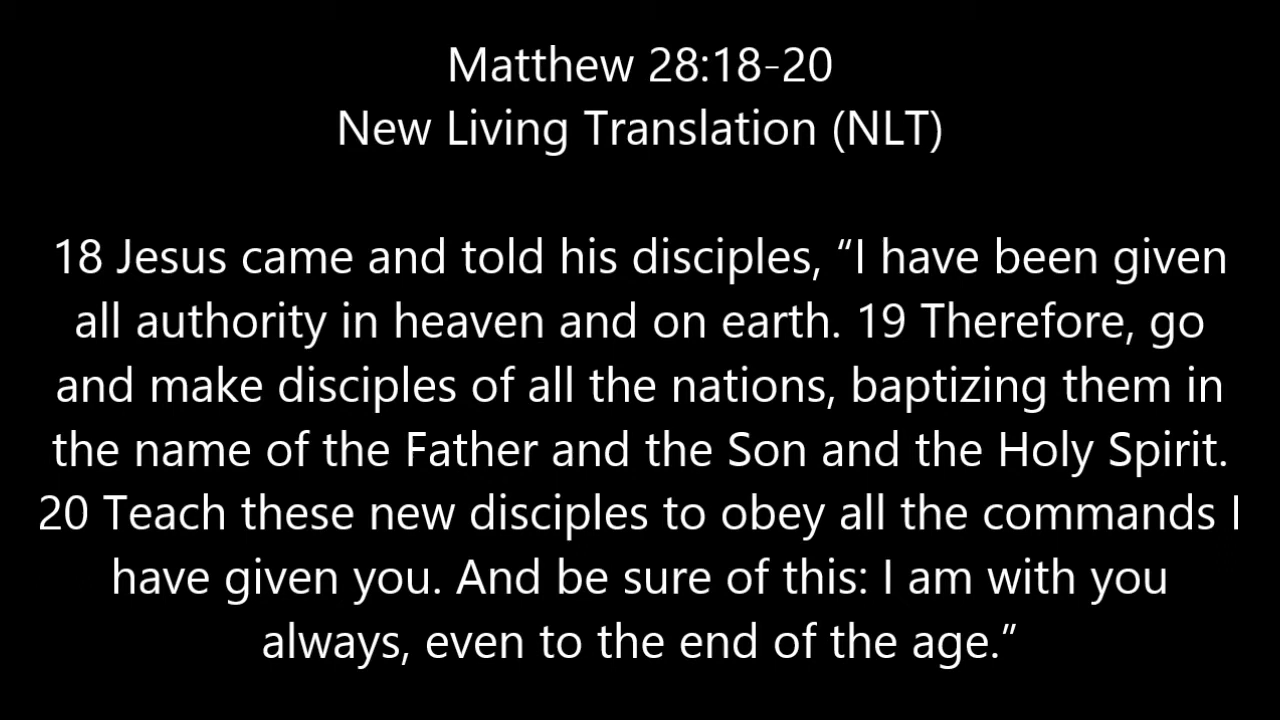 Matthew 28:18-20
New Living Translation (NLT)
18 Jesus came and told his disciples, “I have been given
all authority in heaven and on earth. 19 Therefore, go
and make disciples of all the nations, baptizing them in
the name of the Father and the Son and the Holy Spirit.
20 Teach these new disciples to obey all the commands I
have given you. And be sure of this: I am with you
always, even to the end of the age.”